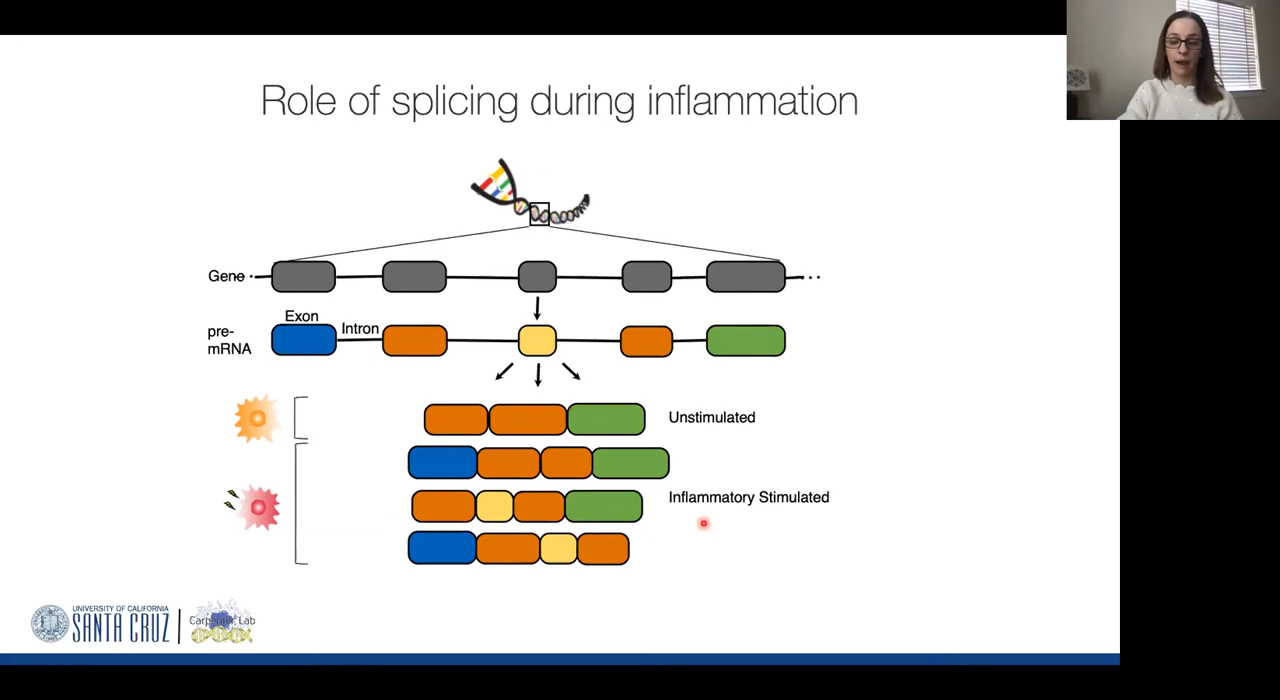 Role of splicing during inflammation
Gene
Exon
Intron
pre-
mRNA
Unstimulated
Inflammatory Stimulated
UNIVERSITY OF CALIFORNIA
SANTA CRUZ
Carpenter Lab